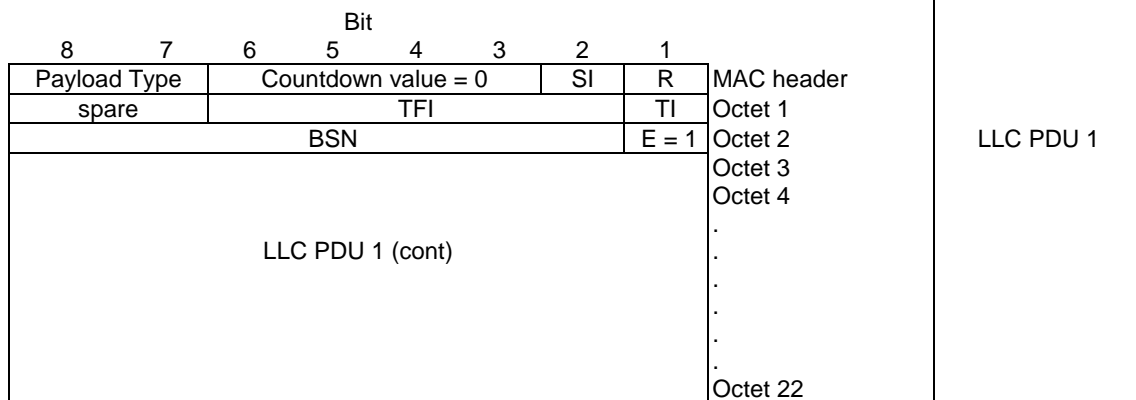 Bit
8 7 6 5 4 3 2 1
Payload Type Countdown value = 0 SI R MAC header
spare TFI TI Octet 1
BSN E = 1 Octet 2 LLC PDU 1
Octet 3
Octet 4
.
LLC PDU 1 (cont) .
.
.
.
.
Octet 22